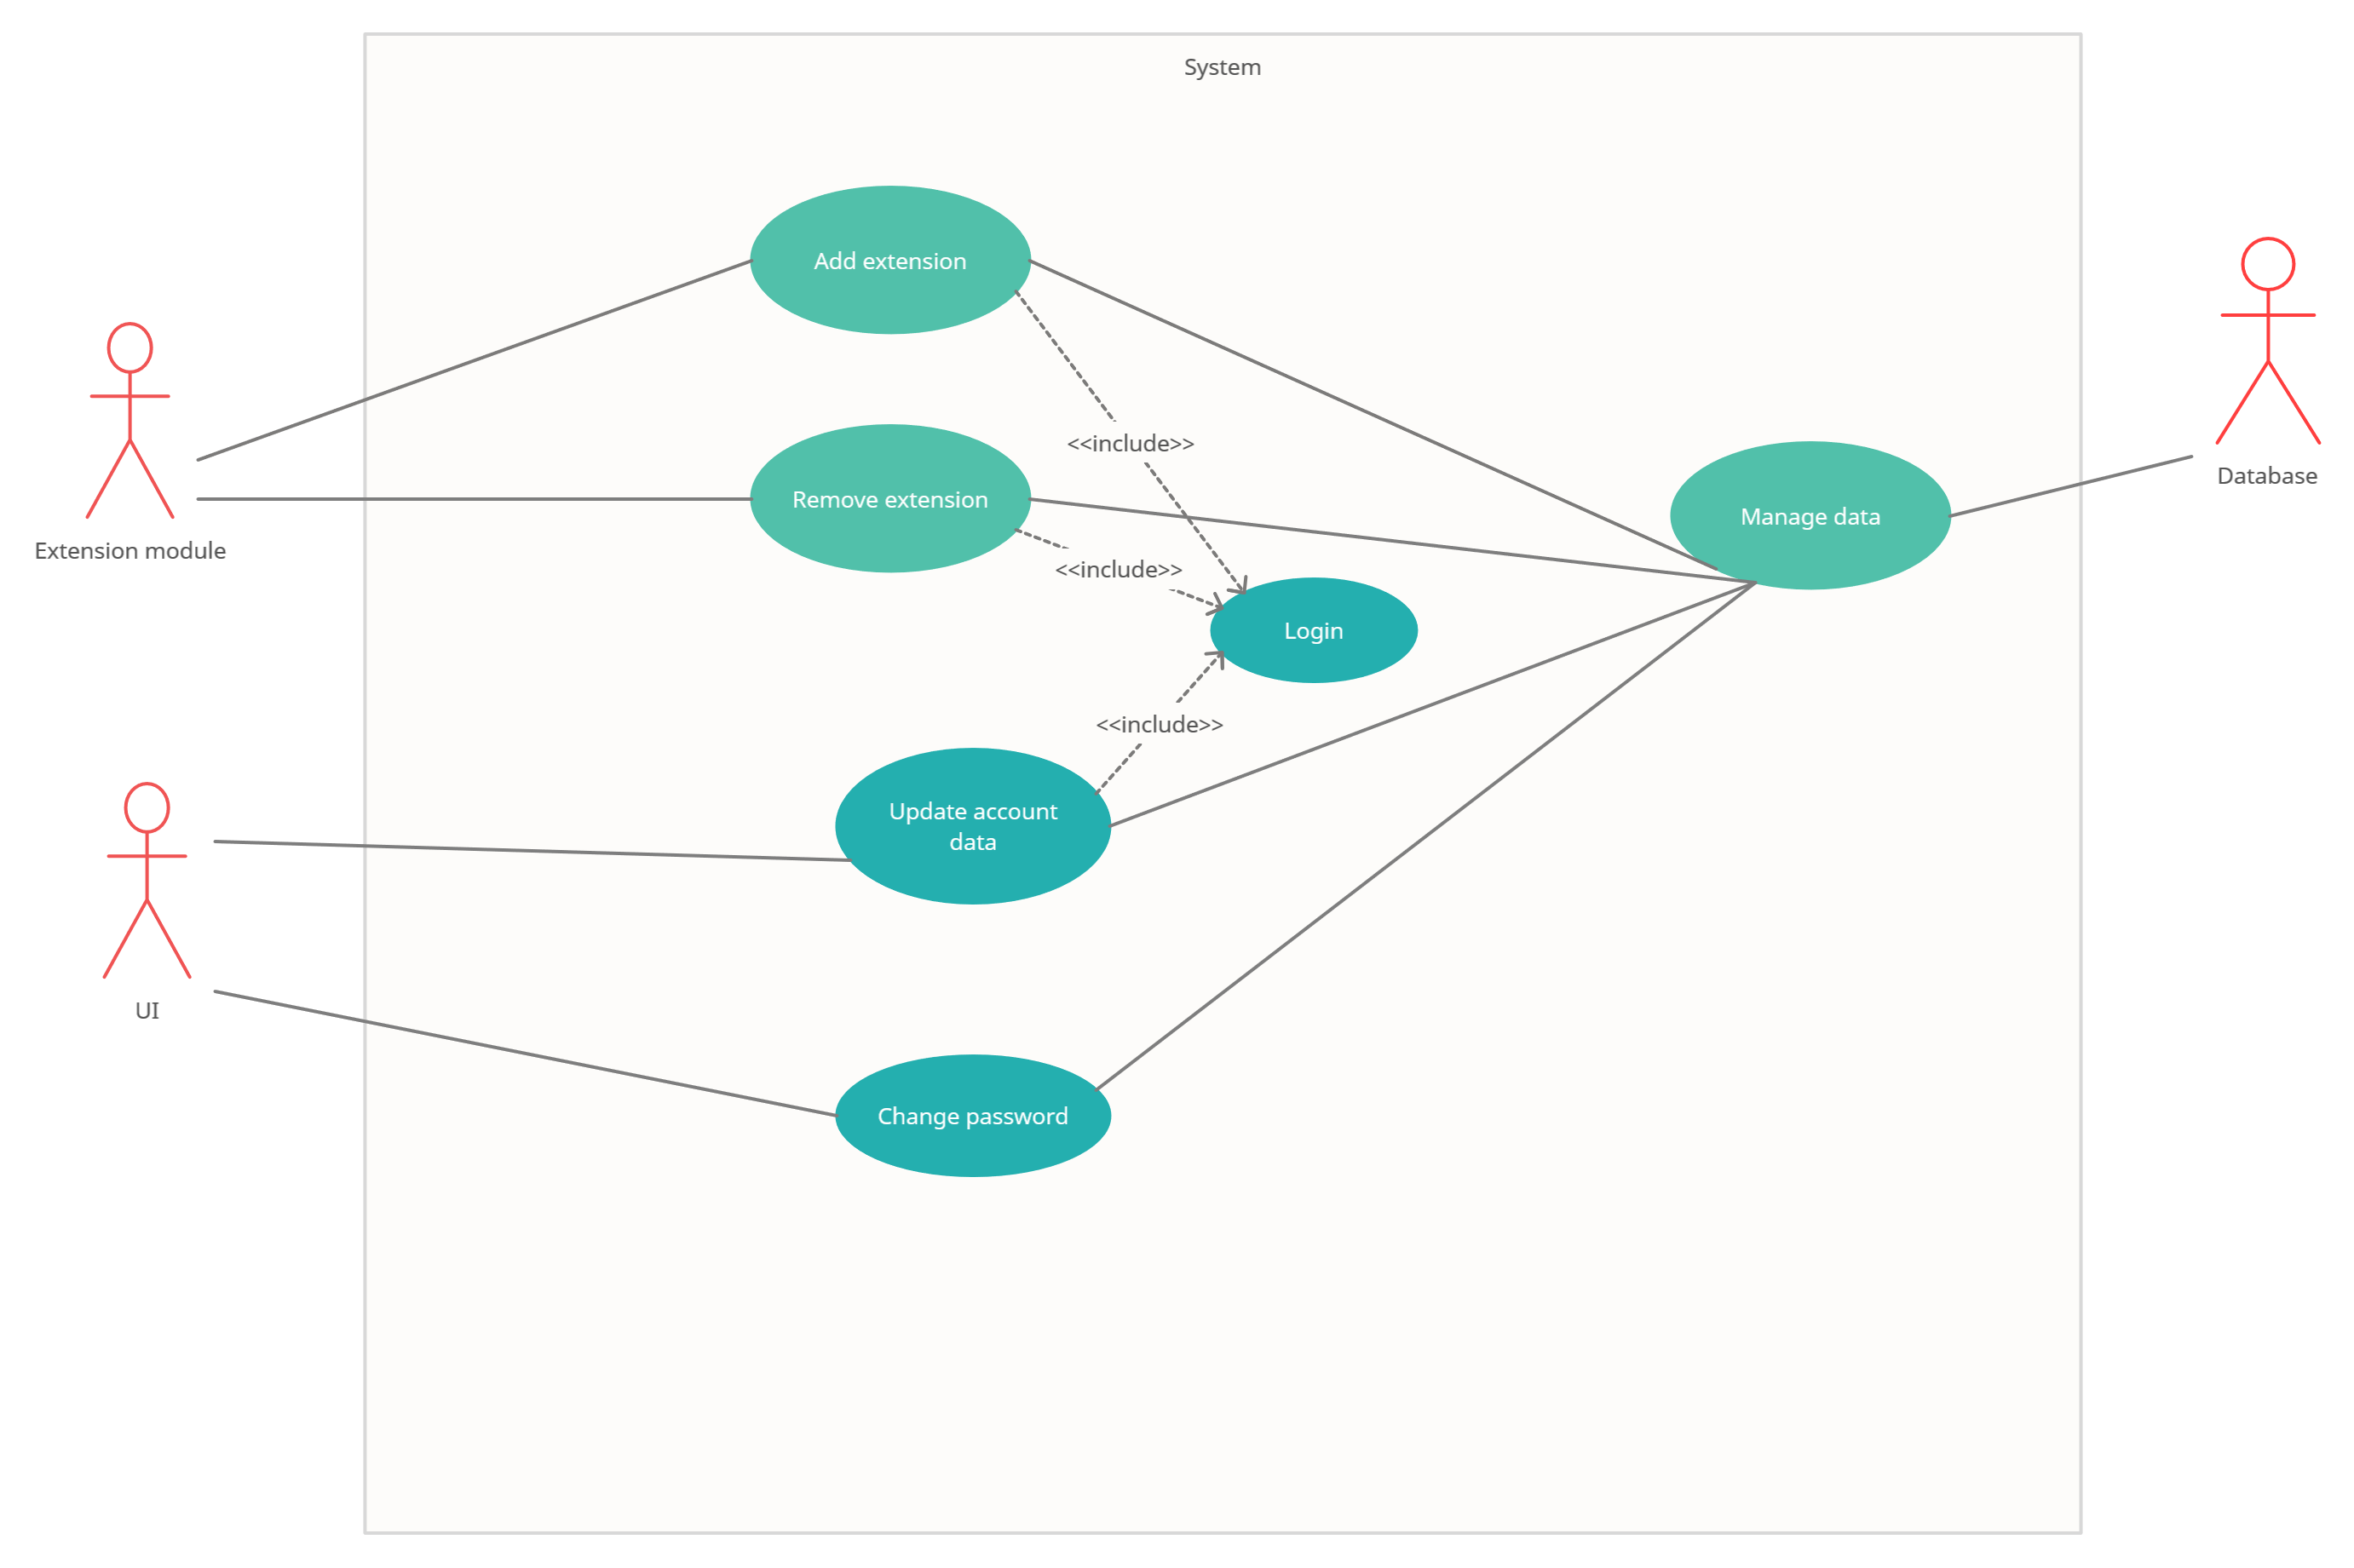 System
Add extension
<<include>>
Remove extension
Manage data
Database
Extension module
<<include>>
Login
<<include>>
Update account
data
UI
Change password